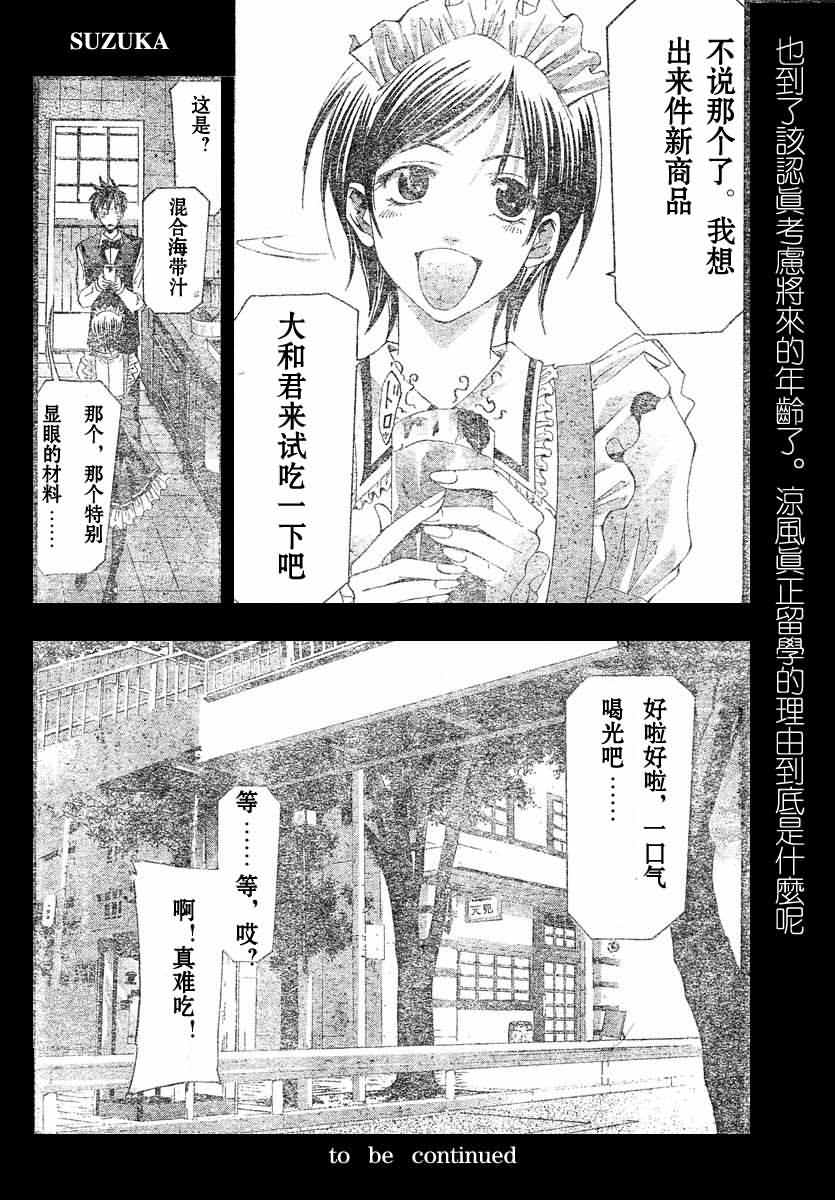 SUZUKA
不说那个了。我想
出来件新商品
大和君来试吃一下吧
这是？
混合海带汁
那个，那个特别
显眼的材料……
好啦好啦，一口气
喝光吧……
等……等，哎？
啊！真难吃！
也到了該認眞考慮將來的年齡了。涼風眞正留學的理由到底是什麼呢
to be continued